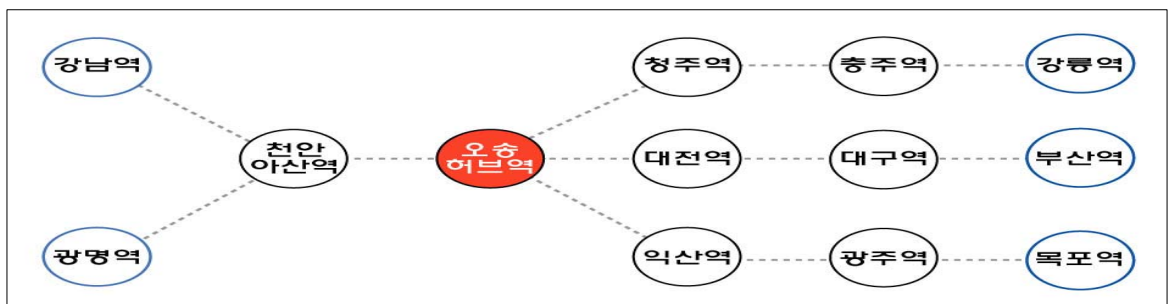 강남역
청주역
충주역
강릉역
천안
아산역
오송
허브역
대전역
대구역
부산역
광명역
익산역
광주역
목포역